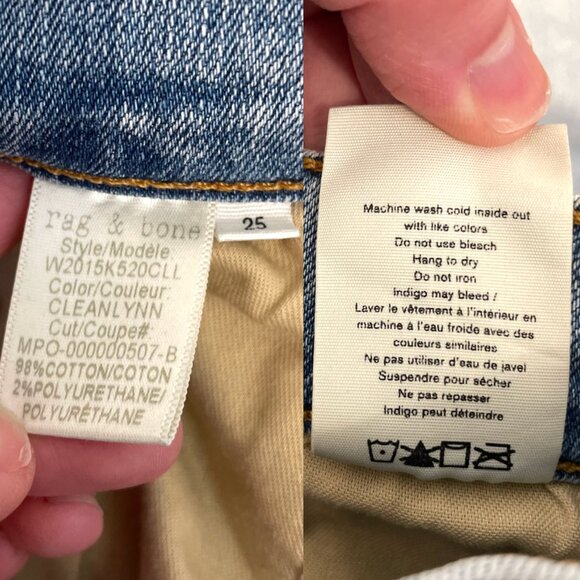 rag & bone
Style/Modèle
W2015K520CLL
Color/Couleur:
CLEANLYNN
Cut/Coupe#:
MPO-000000507-B
98%COTTON/COTON
2%POLYURETHANE/
POLYURETHANE
25
Machine wash cold inside out
with like colors
Do not use bleach
Hang to dry
Do not iron
Indigo may bleed !
Laver le vêtement à l'intérieur en
machine à l'eau froide avec des
couleurs similaires
Ne pas utiliser d'eau de javel
Suspendre pour sécher
Ne pas repasser
Indigo peut déteindre